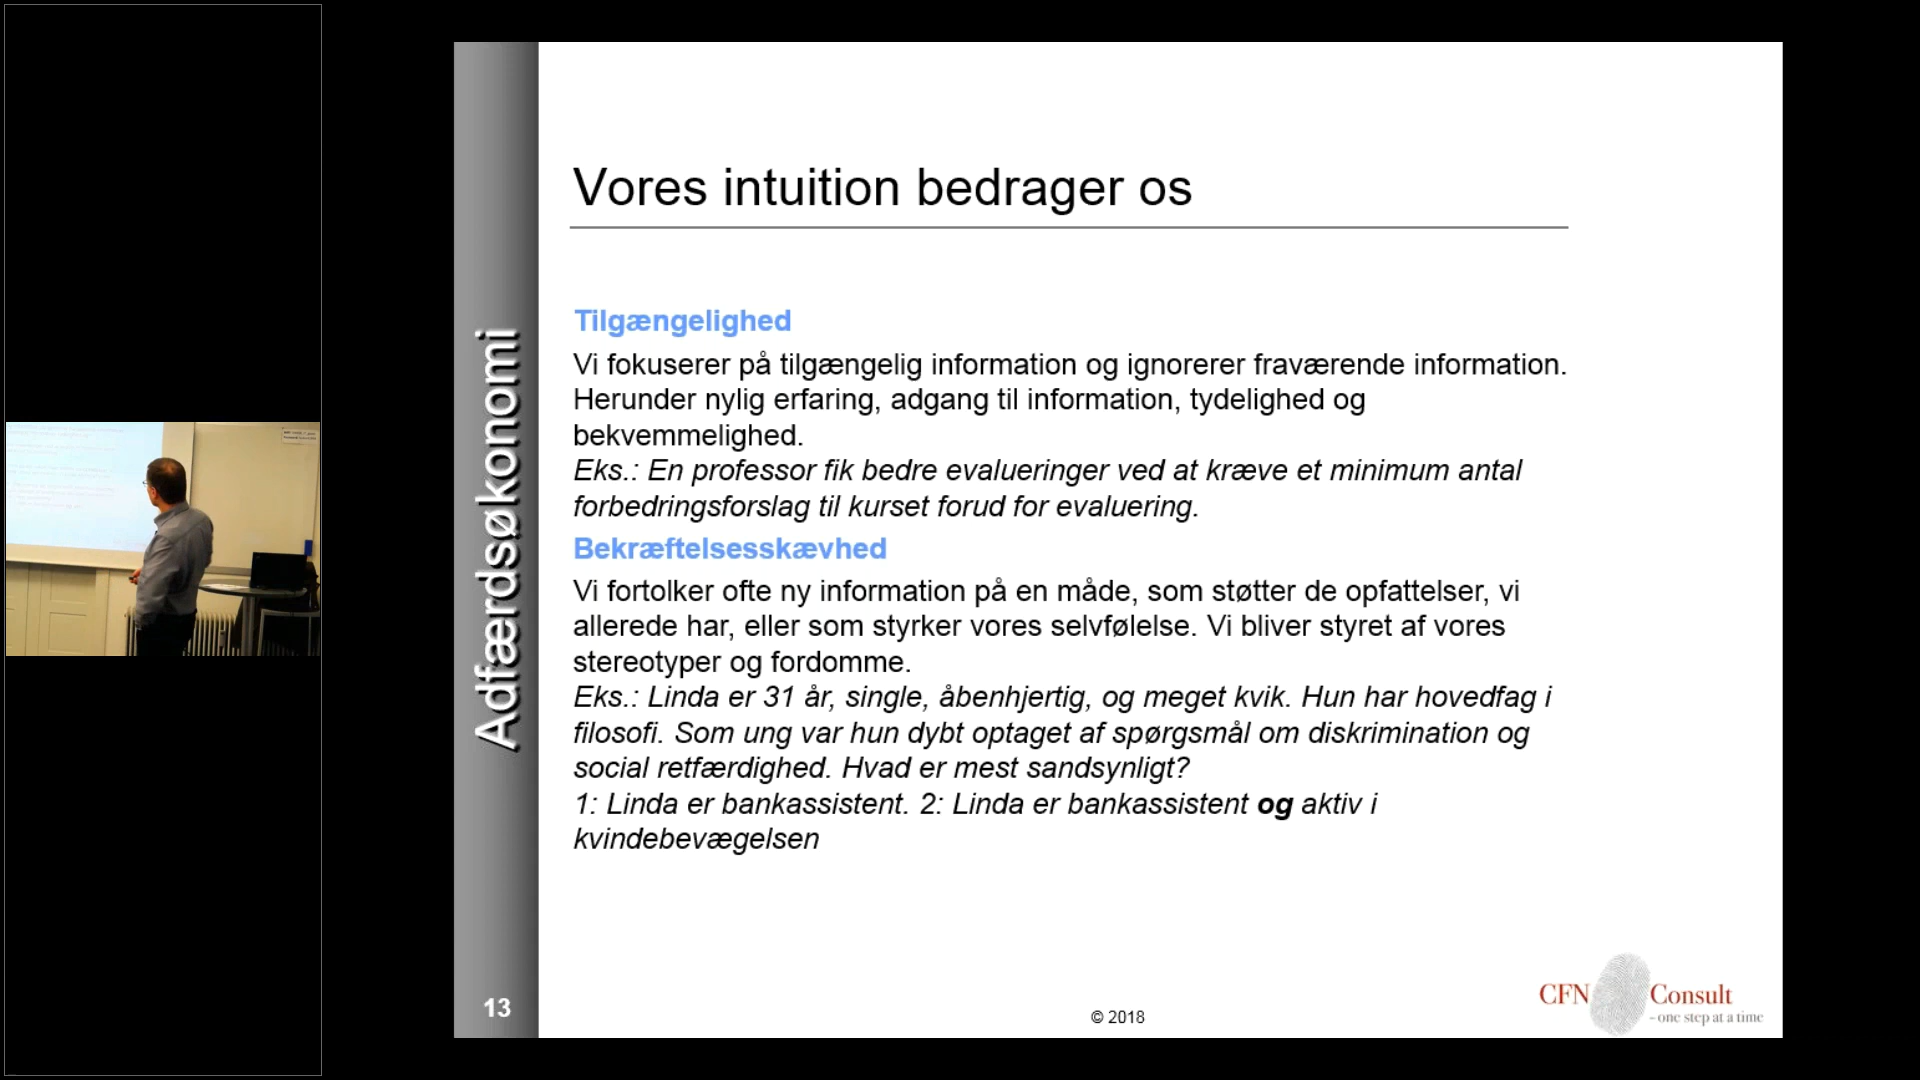 Vores intuition bedrager os
Tilgængelighed
Vi fokuserer på tilgængelig information og ignorerer fraværende information.
Herunder nylig erfaring, adgang til information, tydelighed og
bekvemmelighed.
Eks.: En professor fik bedre evalueringer ved at kræve et minimum antal
forbedringsforslag til kurset forud for evaluering.
Bekræftelsesskævhed
Vi fortolker ofte ny information på en måde, som støtter de opfattelser, vi
allerede har, eller som styrker vores selvfølelse. Vi bliver styret af vores
stereotyper og fordomme.
Eks.: Linda er 31 år, single, åbenhjertig, og meget kvik. Hun har hovedfag i
filosofi. Som ung var hun dybt optaget af spørgsmål om diskrimination og
social retfærdighed. Hvad er mest sandsynligt?
1: Linda er bankassistent. 2: Linda er bankassistent og aktiv i
kvindebevægelsen
Adfærdsøkonomi
13
© 2018
CFN Consult
- one step at a time